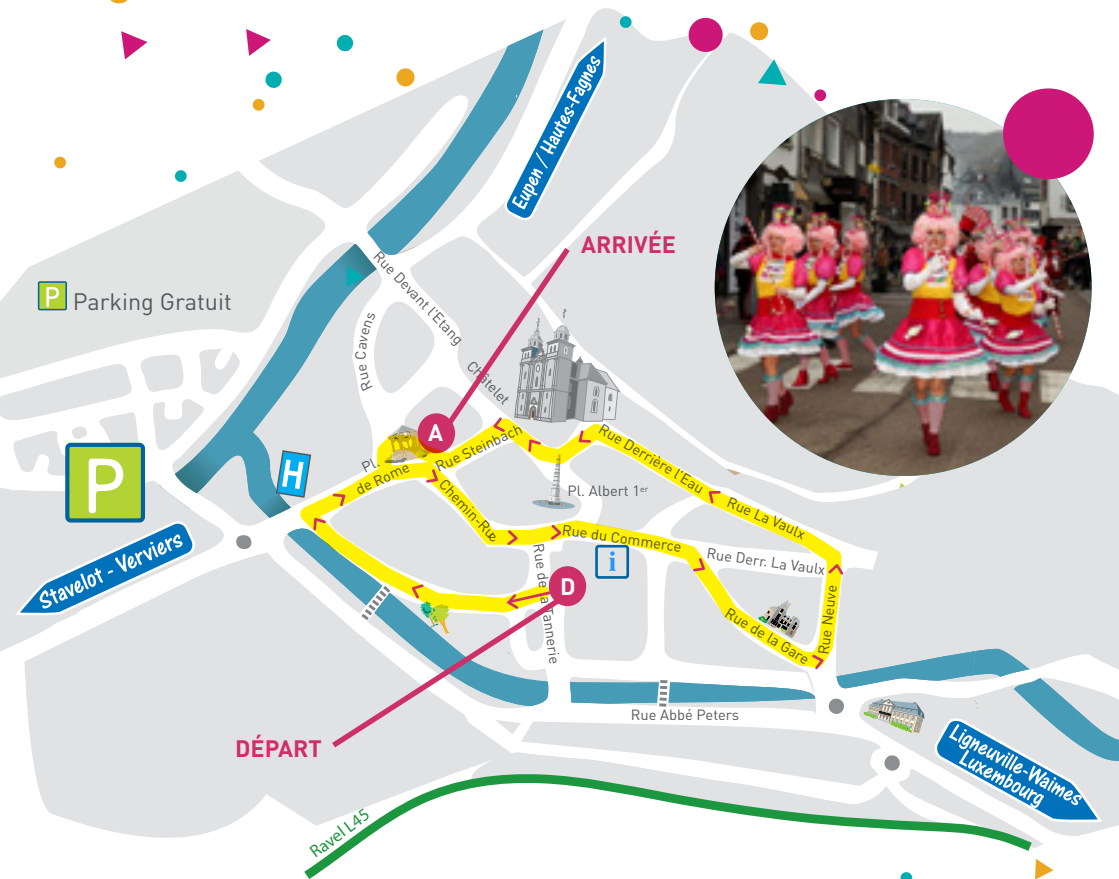 Eupen / Hautes-Fagnes
ARRIVÉE
P Parking Gratuit
Rue Devant l'Etang
Rue Cavens
Châtelet
A
Rue Steinbach
Rue Derrière l'Eau
Pl.
de Rome
H
P
Chemin-Rue
Pl. Albert 1er
Rue La Vaulx
Rue du Commerce
Rue Derr. La Vaulx
i
Stavelot - Verviers
D
Rue de la Tannerie
Rue Neuve
Rue de la Gare
Rue Abbé Peters
DÉPART
Ligneuville-Waimes
Luxembourg
Ravel L45